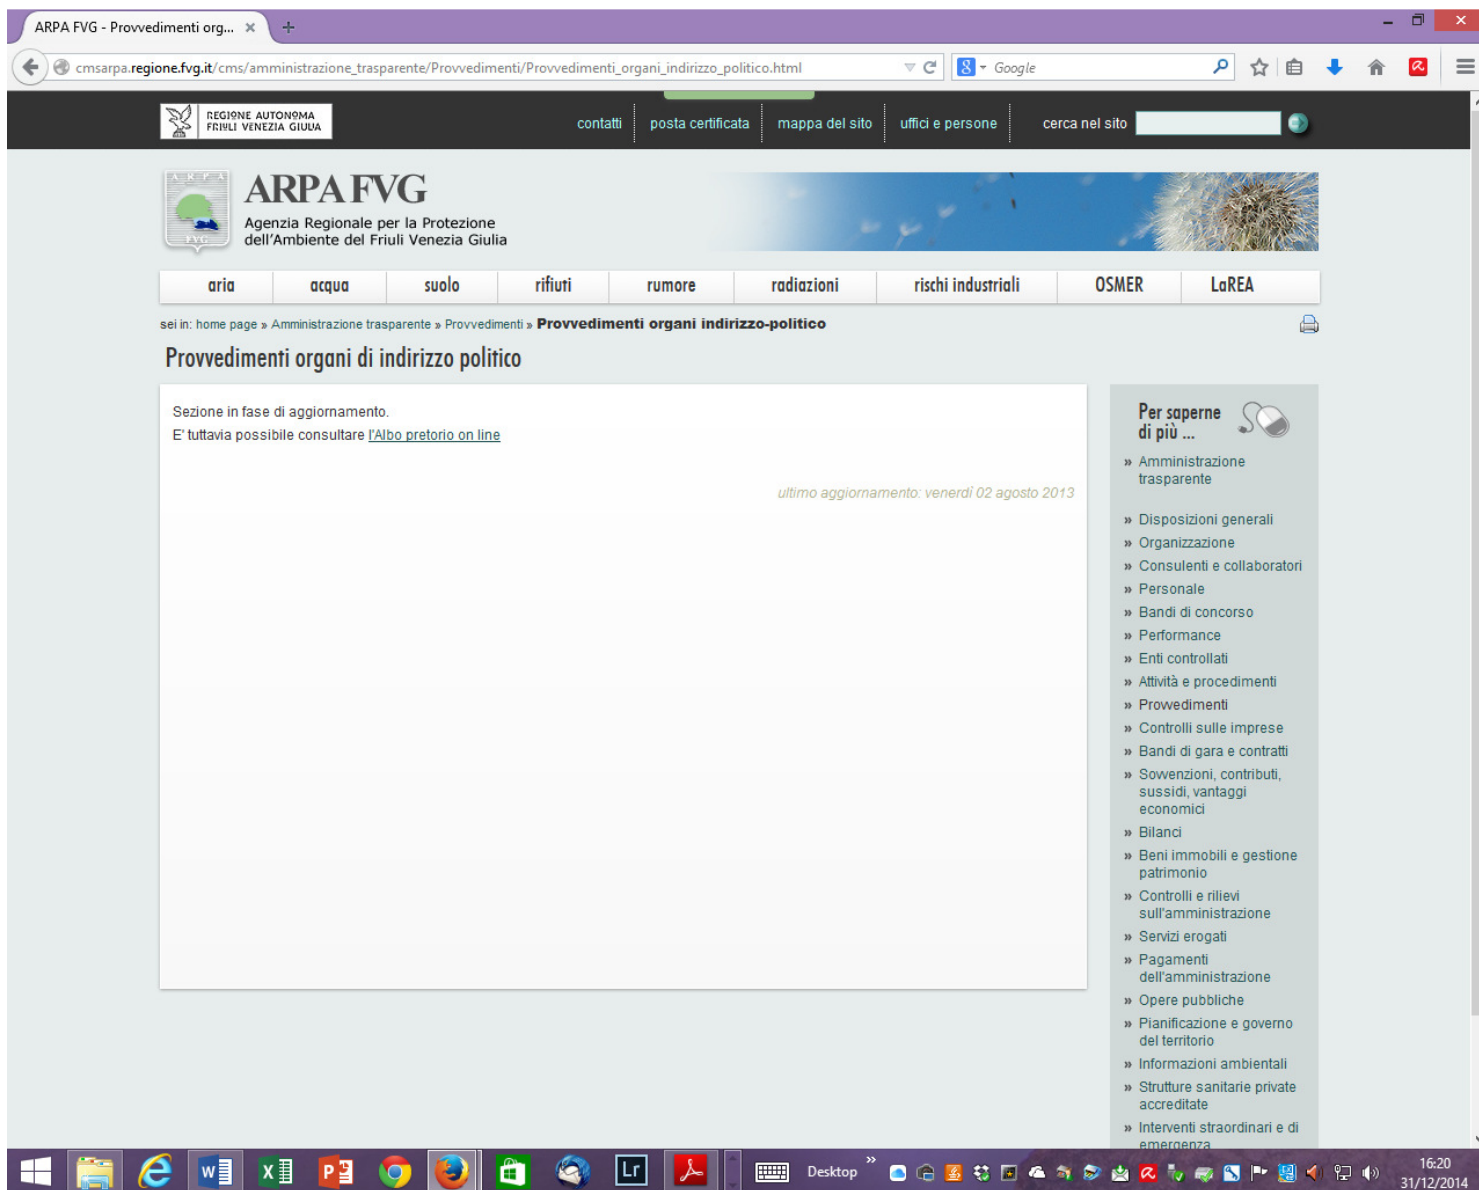 ARPA FVG - Provvedimenti org...
cmsarpa.regione.fvg.it/cms/amministrazione_trasparente/Provvedimenti/Provvedimenti_organi_indirizzo_politico.html
Google
REGIONE AUTONOMA
FRIULI VENEZIA GIULIA
contatti
posta certificata
mappa del sito
uffici e persone
cerca nel sito
ARPA
FVG
ARPA FVG
Agenzia Regionale per la Protezione
dell'Ambiente del Friuli Venezia Giulia
aria
acqua
suolo
rifiuti
rumore
radiazioni
rischi industriali
OSMER
LaREA
sei in: home page » Amministrazione trasparente » Provvedimenti » Provvedimenti organi indirizzo-politico
Provvedimenti organi di indirizzo politico
Sezione in fase di aggiornamento.
E' tuttavia possibile consultare l'Albo pretorio on line
ultimo aggiornamento: venerdì 02 agosto 2013
Per saperne
di più ...
» Amministrazione
trasparente
» Disposizioni generali
» Organizzazione
» Consulenti e collaboratori
» Personale
» Bandi di concorso
» Performance
» Enti controllati
» Attività e procedimenti
» Provvedimenti
» Controlli sulle imprese
» Bandi di gara e contratti
» Sovvenzioni, contributi,
sussidi, vantaggi
economici
» Bilanci
» Beni immobili e gestione
patrimonio
» Controlli e rilievi
sull'amministrazione
» Servizi erogati
» Pagamenti
dell'amministrazione
» Opere pubbliche
» Pianificazione e governo
del territorio
» Informazioni ambientali
» Strutture sanitarie private
accreditate
» Interventi straordinari e di
emergenza
Lr
Desktop
16:20
31/12/2014